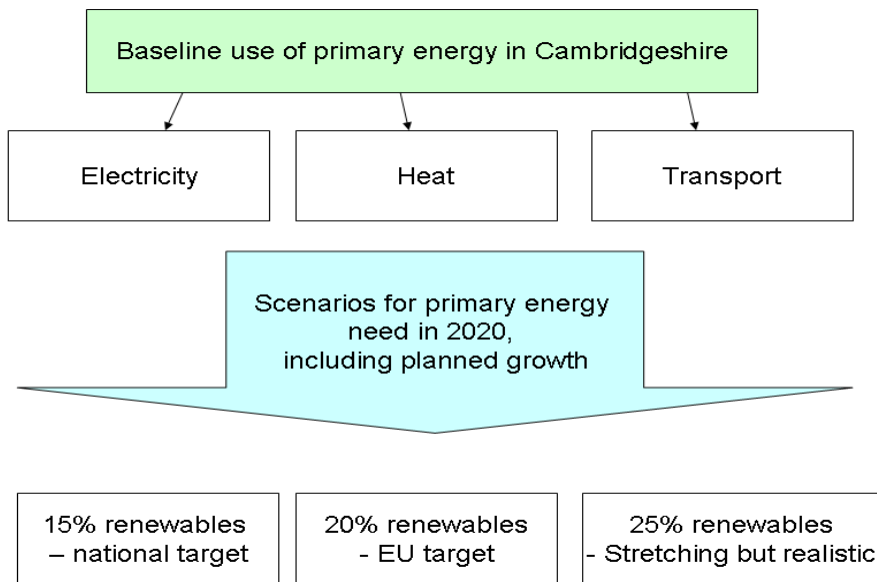 Baseline use of primary energy in Cambridgeshire
Electricity
Heat
Transport
Scenarios for primary energy
need in 2020,
including planned growth
15% renewables
– national target
20% renewables
- EU target
25% renewables
- Stretching but realistic